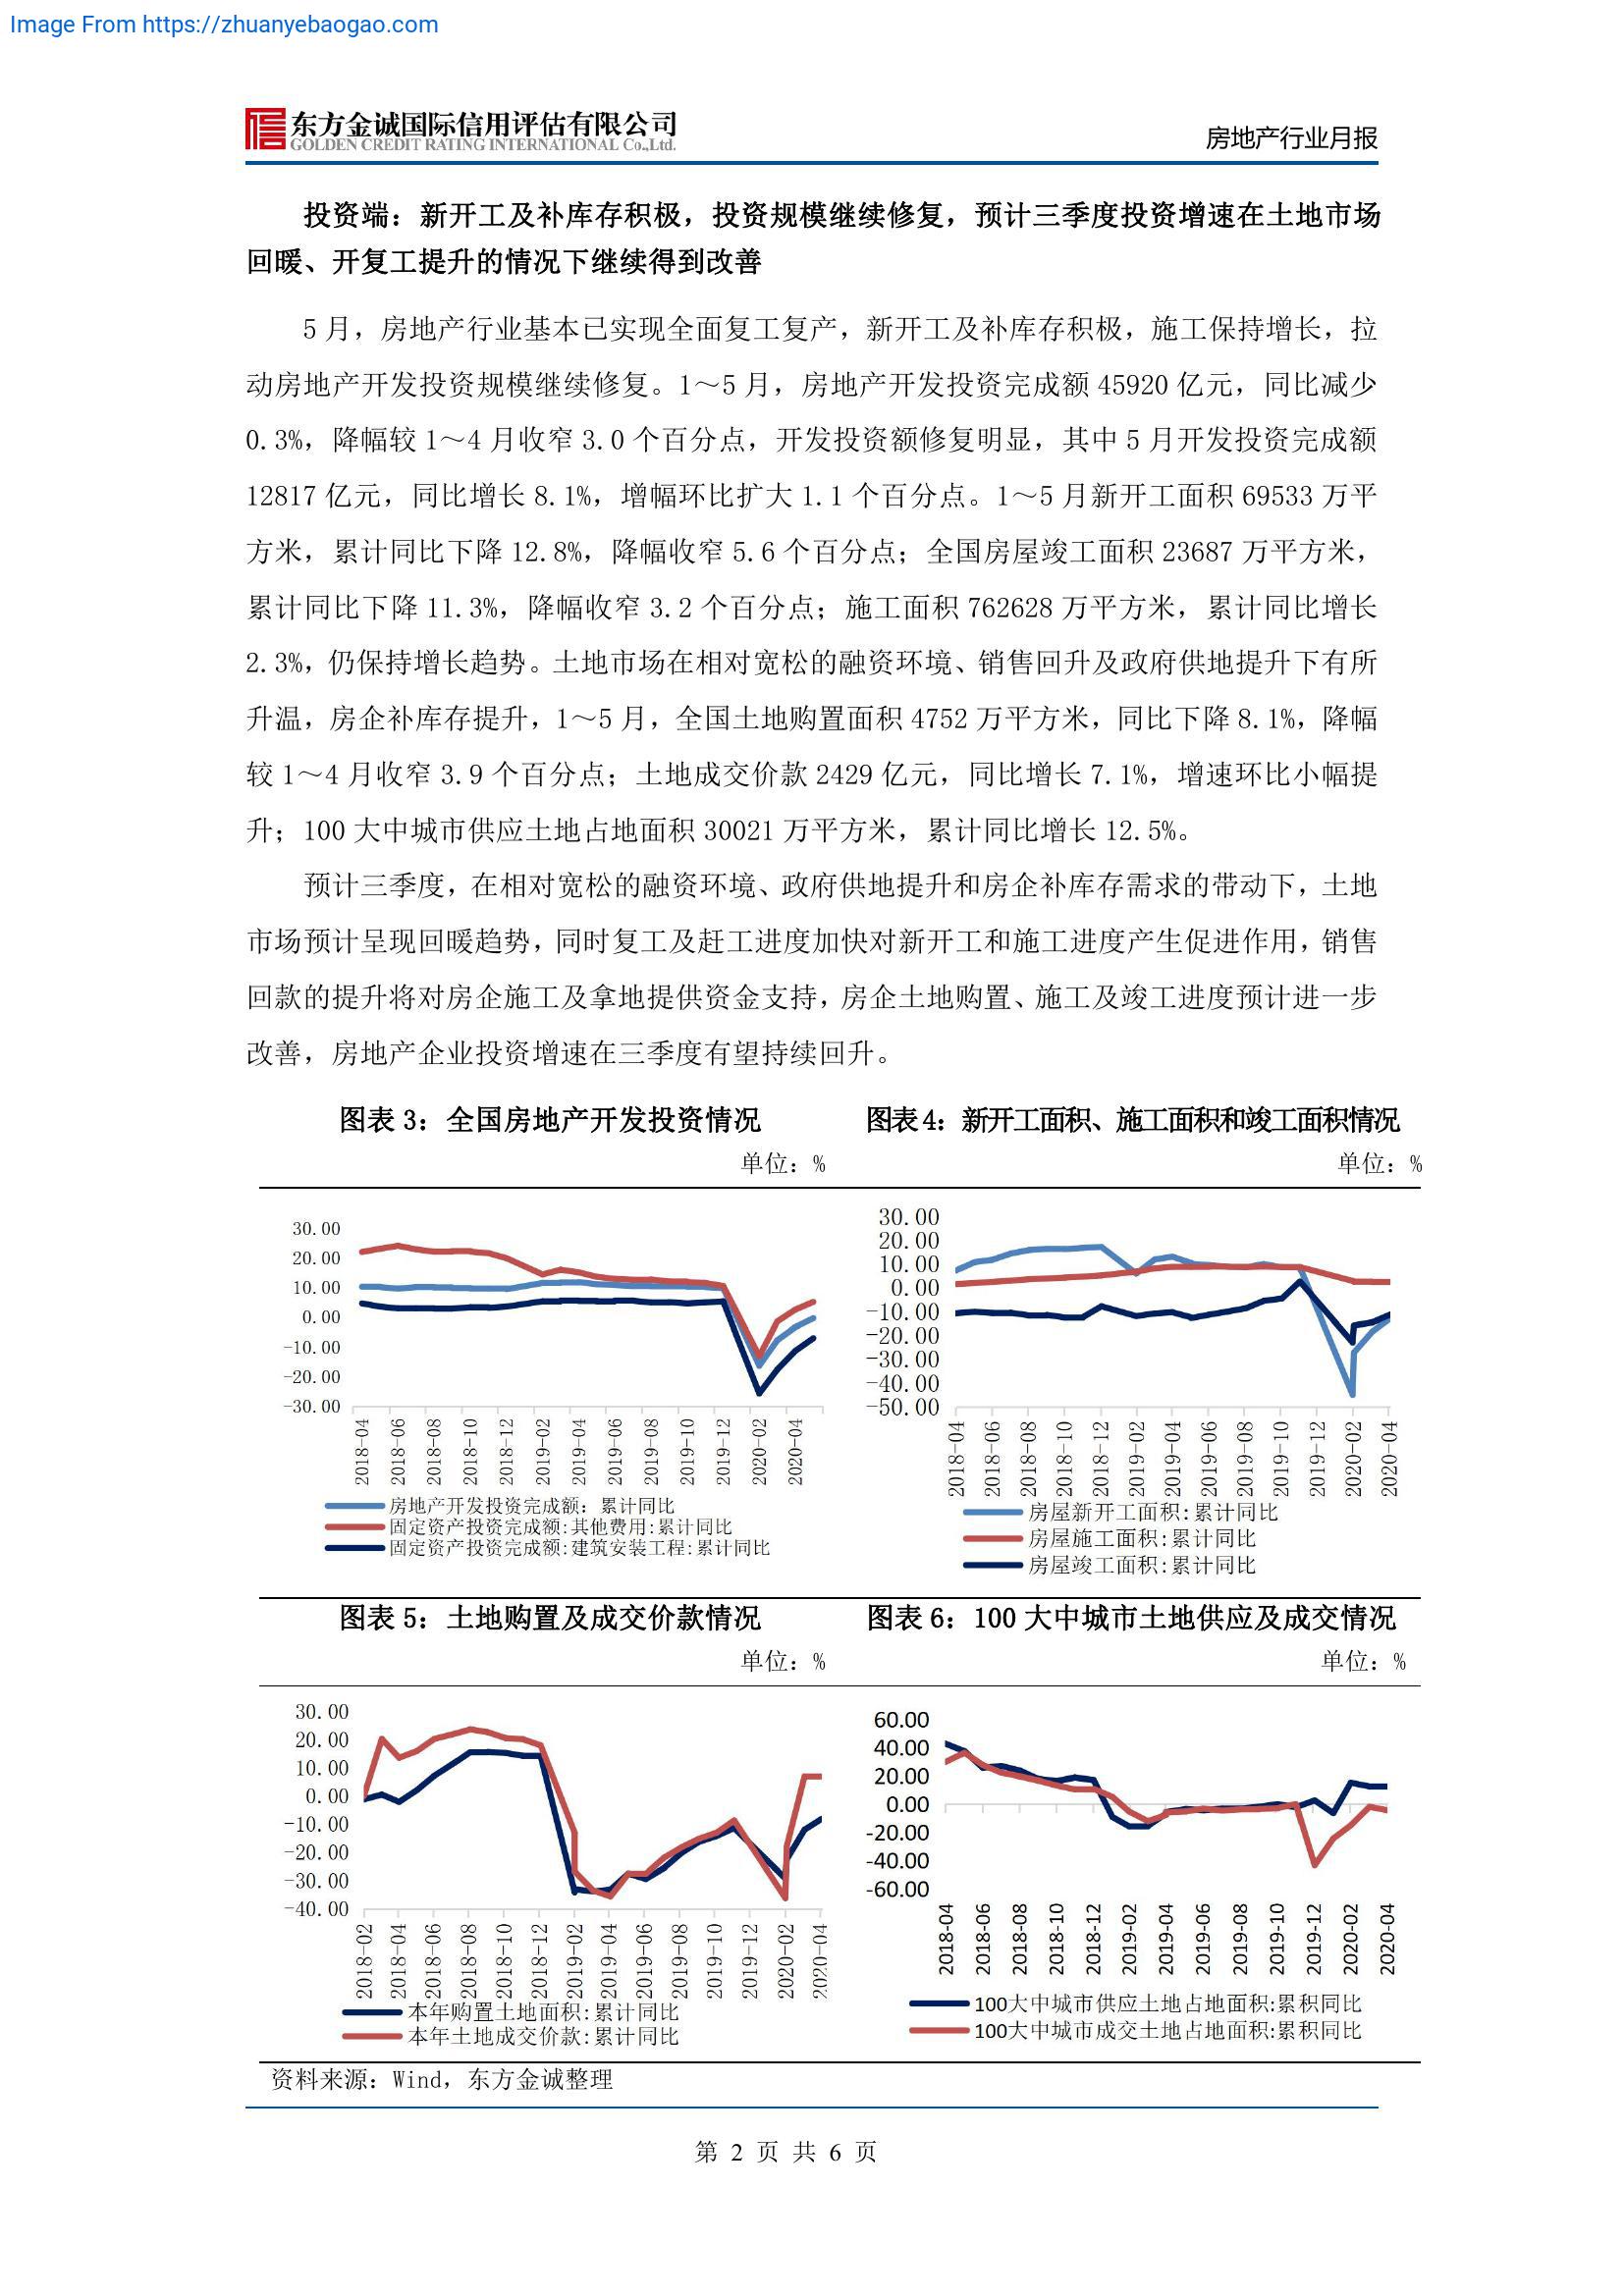 Image From https://zhuanyebaogao.com
东方金诚国际信用评估有限公司
GOLDEN CREDIT RATING INTERNATIONAL Co.,Ltd.
房地产行业月报
投资端：新开工及补库存积极，投资规模继续修复，预计三季度投资增速在土地市场
回暖、开复工提升的情况下继续得到改善
5 月，房地产行业基本已实现全面复工复产，新开工及补库存积极，施工保持增长，拉
动房地产开发投资规模继续修复。1～5 月，房地产开发投资完成额 45920 亿元，同比减少
0.3%，降幅较 1～4 月收窄 3.0 个百分点，开发投资额修复明显，其中 5 月开发投资完成额
12817 亿元，同比增长 8.1%，增幅环比扩大 1.1 个百分点。1～5 月新开工面积 69533 万平
方米，累计同比下降 12.8%，降幅收窄 5.6 个百分点；全国房屋竣工面积 23687 万平方米，
累计同比下降 11.3%，降幅收窄 3.2 个百分点；施工面积 762628 万平方米，累计同比增长
2.3%，仍保持增长趋势。土地市场在相对宽松的融资环境、销售回升及政府供地提升下有所
升温，房企补库存提升，1～5 月，全国土地购置面积 4752 万平方米，同比下降 8.1%，降幅
较 1～4 月收窄 3.9 个百分点；土地成交价款 2429 亿元，同比增长 7.1%，增速环比小幅提
升；100 大中城市供应土地占地面积 30021 万平方米，累计同比增长 12.5%。
预计三季度，在相对宽松的融资环境、政府供地提升和房企补库存需求的带动下，土地
市场预计呈现回暖趋势，同时复工及赶工进度加快对新开工和施工进度产生促进作用，销售
回款的提升将对房企施工及拿地提供资金支持，房企土地购置、施工及竣工进度预计进一步
改善，房地产企业投资增速在三季度有望持续回升。
图表 3：全国房地产开发投资情况
单位：%
30.00
20.00
10.00
0.00
-10.00
-20.00
-30.00
2018-04
2018-06
2018-08
2018-10
2018-12
2019-02
2019-04
2019-06
2019-08
2019-10
2019-12
2020-02
2020-04
房地产开发投资完成额：累计同比
固定资产投资完成额:其他费用:累计同比
固定资产投资完成额:建筑安装工程:累计同比
图表4：新开工面积、施工面积和竣工面积情况
单位：%
30.00
20.00
10.00
0.00
-10.00
-20.00
-30.00
-40.00
-50.00
2018-04
2018-06
2018-08
2018-10
2018-12
2019-02
2019-04
2019-06
2019-08
2019-10
2019-12
2020-02
2020-04
房屋新开工面积:累计同比
房屋施工面积:累计同比
房屋竣工面积:累计同比
图表 5：土地购置及成交价款情况
单位：%
30.00
20.00
10.00
0.00
-10.00
-20.00
-30.00
-40.00
2018-02
2018-04
2018-06
2018-08
2018-10
2018-12
2019-02
2019-04
2019-06
2019-08
2019-10
2019-12
2020-02
2020-04
本年购置土地面积:累计同比
本年土地成交价款:累计同比
图表 6：100 大中城市土地供应及成交情况
单位：%
60.00
40.00
20.00
0.00
-20.00
-40.00
-60.00
2018-04
2018-06
2018-08
2018-10
2018-12
2019-02
2019-04
2019-06
2019-08
2019-10
2019-12
2020-02
2020-04
100大中城市供应土地占地面积:累积同比
100大中城市成交土地占地面积:累积同比
资料来源：Wind，东方金诚整理
第 2 页 共 6 页